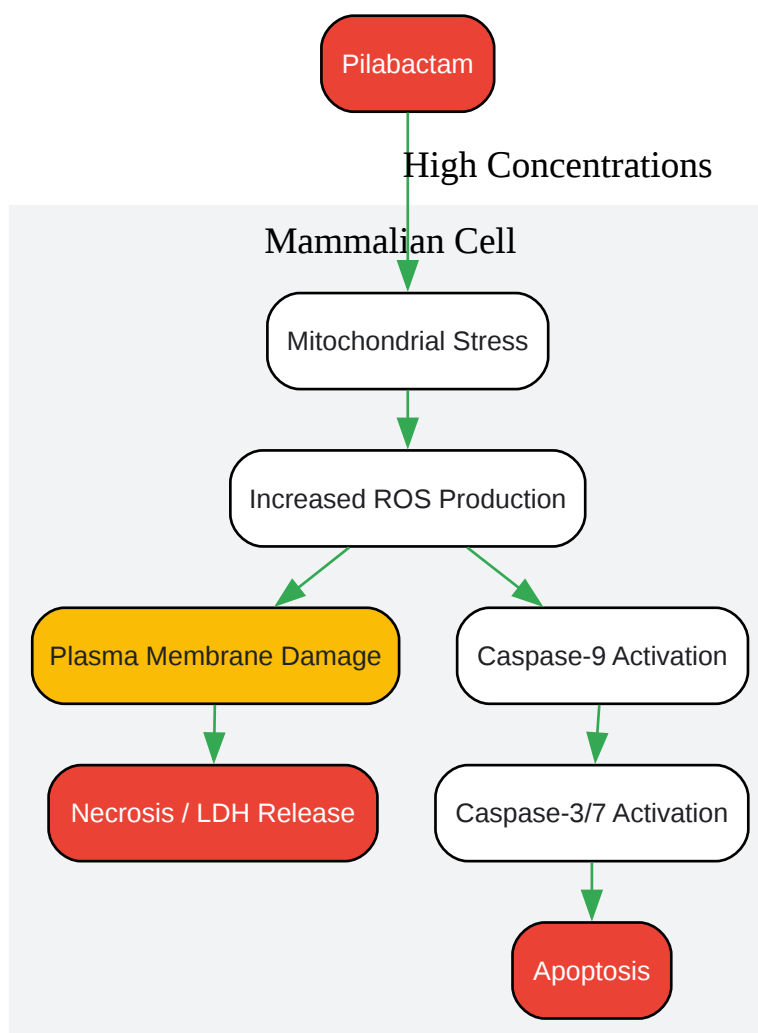 Pilabactam
High Concentrations
Mammalian Cell
Mitochondrial Stress
Increased ROS Production
Plasma Membrane Damage
Caspase-9 Activation
Necrosis / LDH Release
Caspase-3/7 Activation
Apoptosis